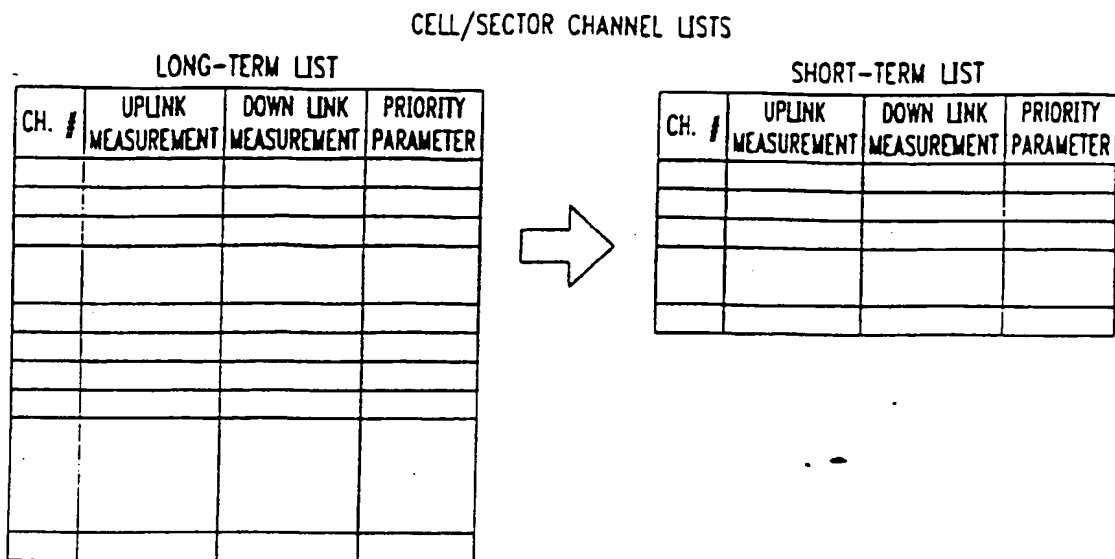 CELL/SECTOR CHANNEL LISTS
LONG-TERM LIST
CH. # UPLINK MEASUREMENT DOWN LINK MEASUREMENT PRIORITY PARAMETER
SHORT-TERM LIST
CH. # UPLINK MEASUREMENT DOWN LINK MEASUREMENT PRIORITY PARAMETER